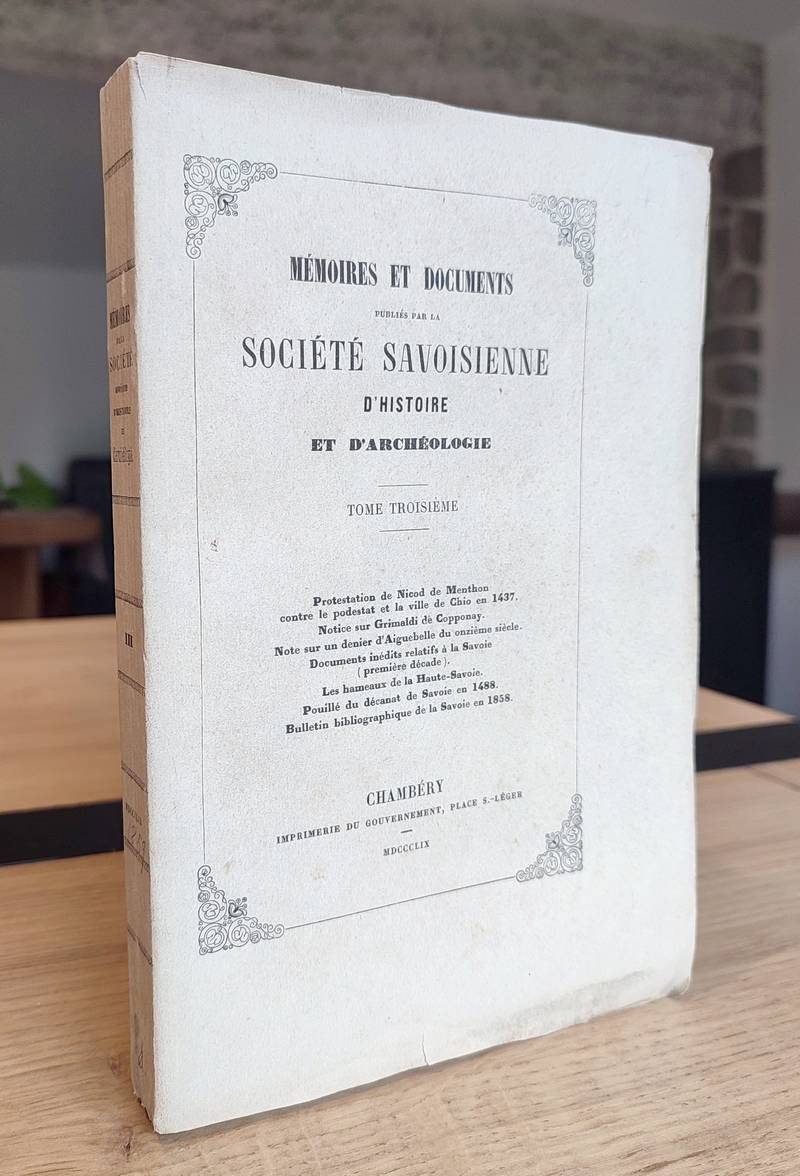 MÉMOIRES ET DOCUMENTS
PUBLIÉS PAR LA
SOCIÉTÉ SAVOISIENNE
D'HISTOIRE
ET D'ARCHÉOLOGIE
TOME TROISIÈME
Protestation de Nicod de Menthon
contre le podestat et la ville de Chio en 1437.
Notice sur Grimaldi de Copponay.
Note sur un denier d'Aiguebelle du onzième siècle.
Documents inédits relatifs à la Savoie
(première décade).
Les hameaux de la Haute-Savoie.
Pouillé du décanat de Savoie en 1488.
Bulletin bibliographique de la Savoie en 1858.
CHAMBÉRY
IMPRIMERIE DU GOUVERNEMENT, PLACE S.-LÉGER
MDCCCLIX
MÉMOIRES
SOCIÉTÉ
III